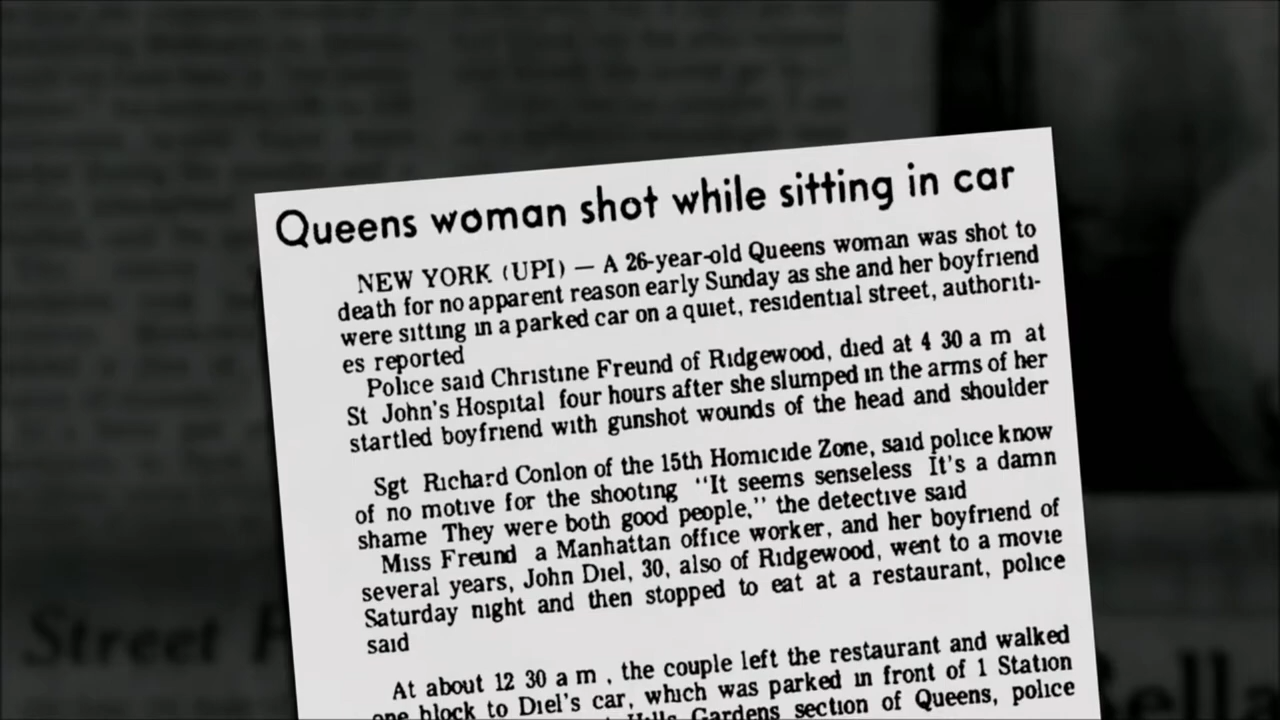 Queens woman shot while sitting in car
NEW YORK (UPI) — A 26-year-old Queens woman was shot to
death for no apparent reason early Sunday as she and her boyfriend
were sitting in a parked car on a quiet, residential street, authoriti-
es reported
Police said Christine Freund of Ridgewood, died at 4 30 a m at
St John's Hospital four hours after she slumped in the arms of her
startled boyfriend with gunshot wounds of the head and shoulder
Sgt Richard Conlon of the 15th Homicide Zone, said police know
of no motive for the shooting "It seems senseless It's a damn
shame They were both good people," the detective said
Miss Freund a Manhattan office worker, and her boyfriend of
several years, John Diel, 30, also of Ridgewood, went to a movie
Saturday night and then stopped to eat at a restaurant, police
said
At about 12 30 a m , the couple left the restaurant and walked
one block to Diel's car, which was parked in front of 1 Station
Hills Gardens section of Queens, police
Street